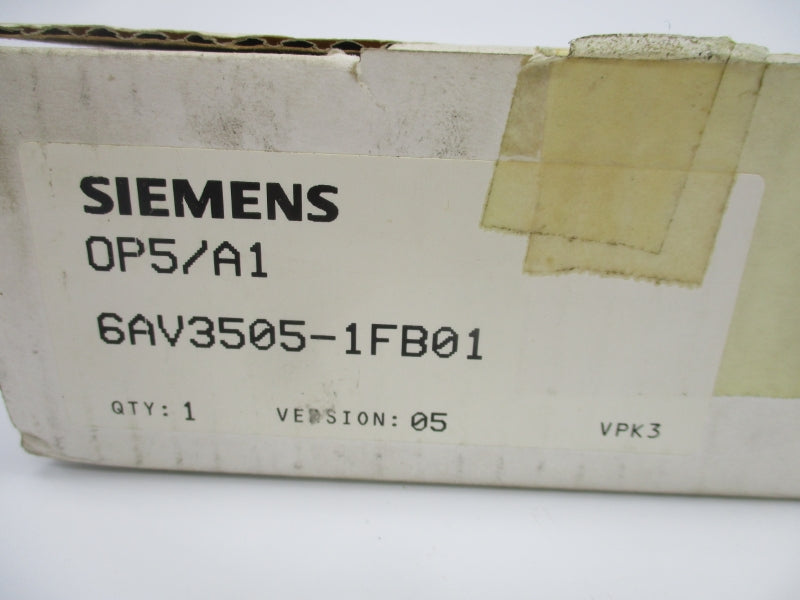 SIEMENS
OP5/A1
6AV3505-1FB01
QTY: 1 VERSION: 05 VPK3